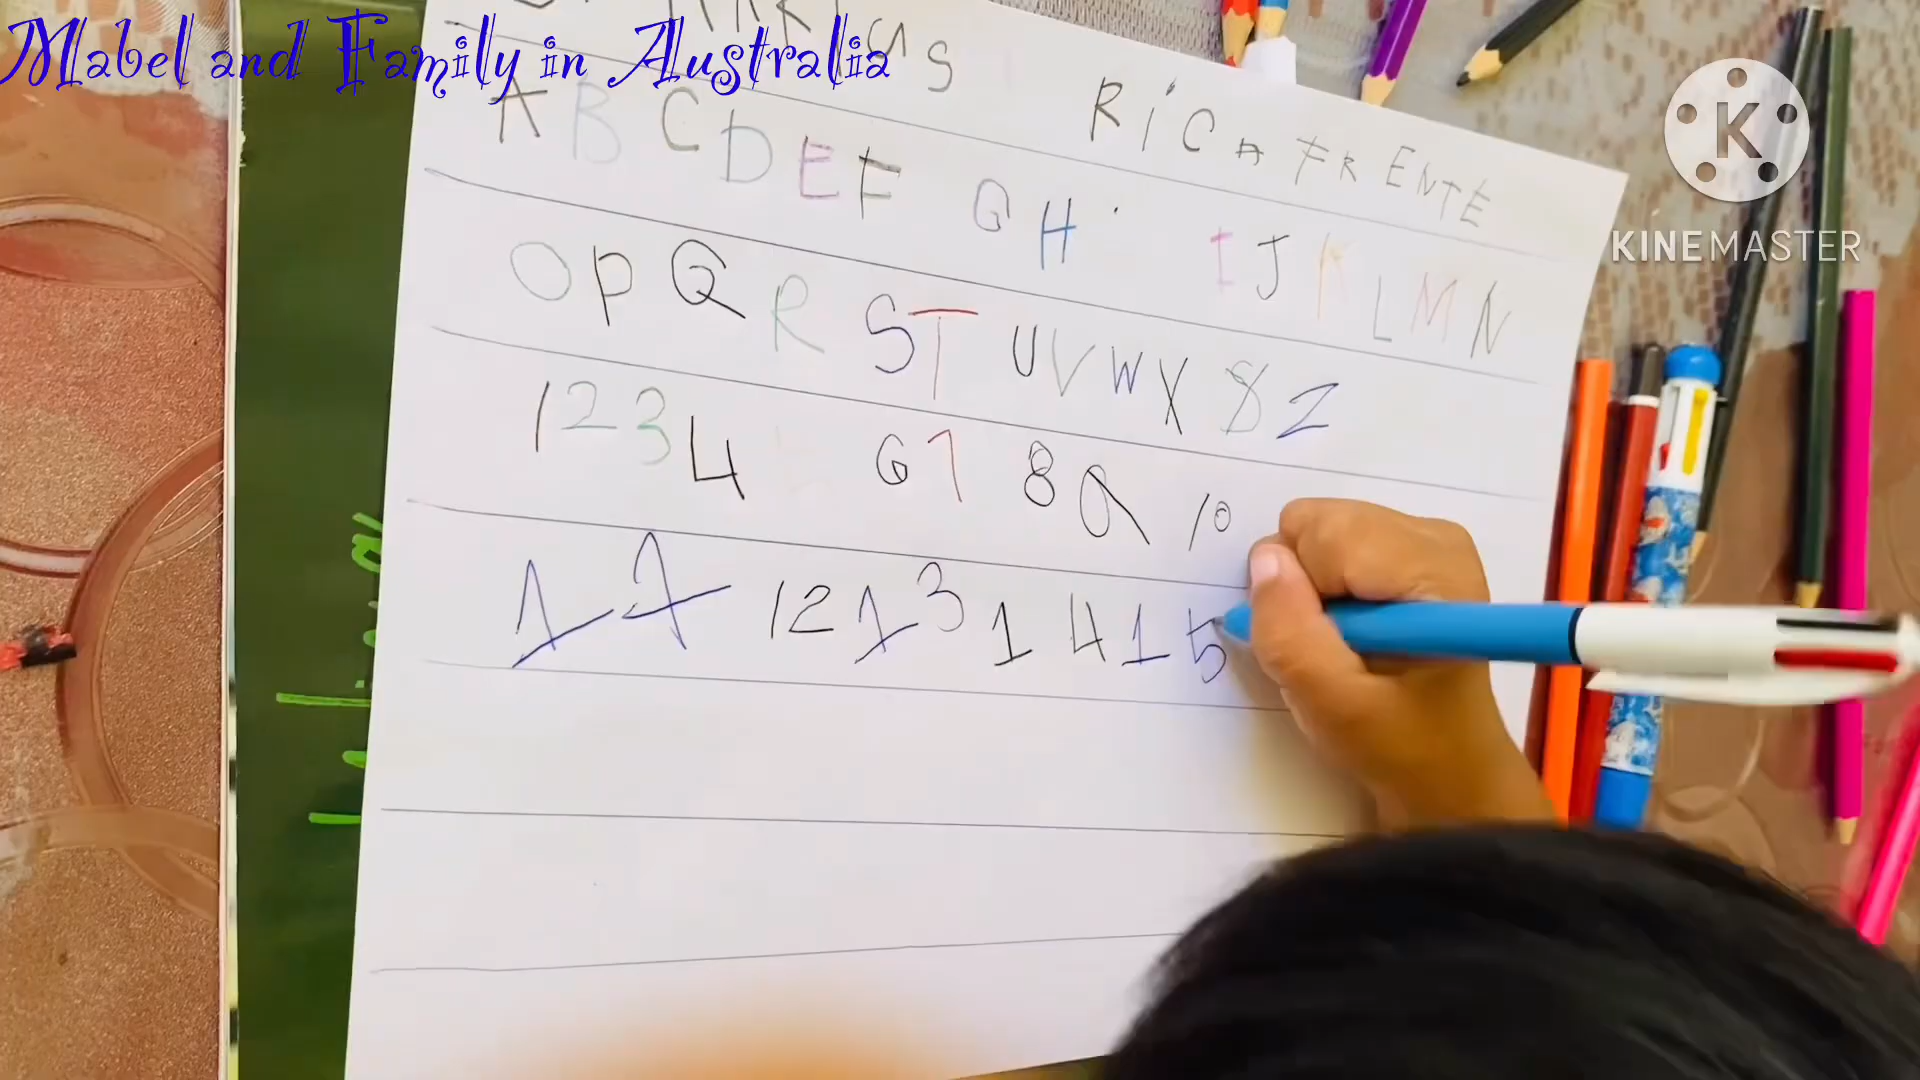 Mabel and Family in Australia
RiCA FRENTE
A B C D E F G H I J K L M N
O P Q R S T U V W X Y Z
1 2 3 4 6 7 8 9 10
1 1 12 13 14 15
K
KINEMASTER